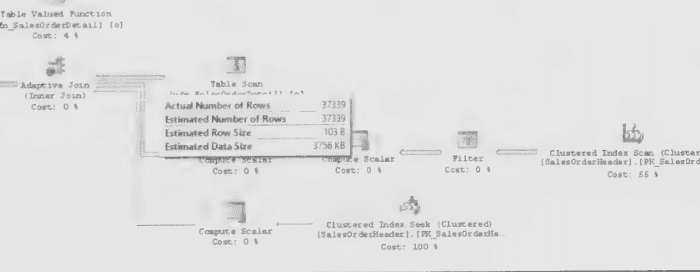 Table Valued Function
[o]
Cost: 4 %
Adaptive Join
(Inner Join)
Cost: 0 %
Table Scan
Actual Number of Rows 37339
Estimated Number of Rows 37339
Estimated Row Size 103 B
Estimated Data Size 3756 KB
Compute Scalar
Cost: 0 %
Compute Scalar
Cost: 0 %
Filter
Cost: 0 %
Clustered Index Scan (Cluster
[SalesOrderHeader].[PK_SalesOrd
Cost: 55 %
Compute Scalar
Cost: 0 %
Clustered Index Seek (Clustered)
[SalesOrderHeader].[PK_SalesOrderHe…
Cost: 100 %